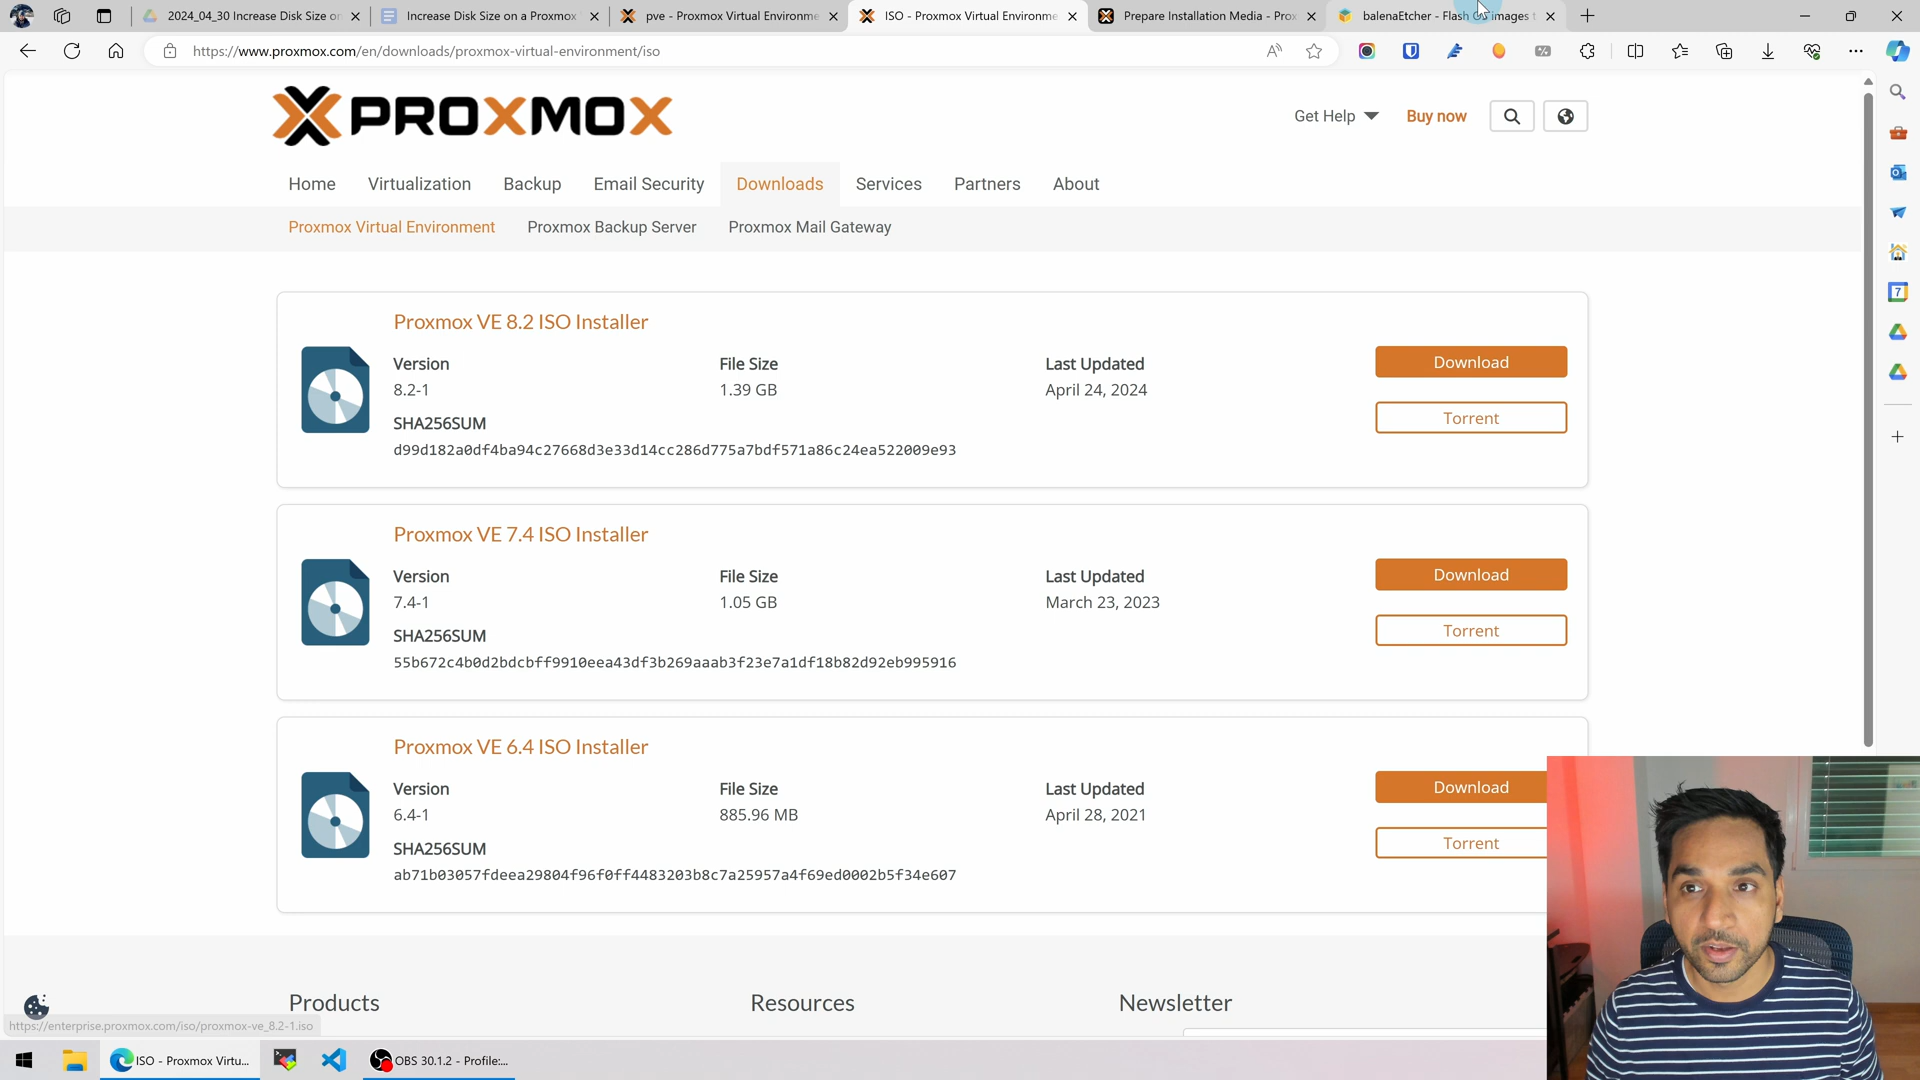 2024_04_30 Increase Disk Size o
Increase Disk Size on a Proxmox
pve - Proxmox Virtual Environme
ISO - Proxmox Virtual Environme
Prepare Installation Media - Prox
balenaEtcher - Flash OS images t
https://www.proxmox.com/en/downloads/proxmox-virtual-environment/iso
PROXMOX
Get Help
Buy now
Home
Virtualization
Backup
Email Security
Downloads
Services
Partners
About
Proxmox Virtual Environment
Proxmox Backup Server
Proxmox Mail Gateway
Proxmox VE 8.2 ISO Installer
Version
File Size
Last Updated
Download
8.2-1
1.39 GB
April 24, 2024
Torrent
SHA256SUM
d99d182a0df4ba94c27668d3e33d14cc286d775a7bdf571a86c24ea522009e93
Proxmox VE 7.4 ISO Installer
Version
File Size
Last Updated
Download
7.4-1
1.05 GB
March 23, 2023
Torrent
SHA256SUM
55b672c4b0d2bdcbff9910eea43df3b269aaab3f23e7a1df18b82d92eb995916
Proxmox VE 6.4 ISO Installer
Version
File Size
Last Updated
Download
6.4-1
885.96 MB
April 28, 2021
Torrent
SHA256SUM
ab71b03057fdeea29804f96f0ff4483203b8c7a25957a4f69ed0002b5f34e607
Products
Resources
Newsletter
https://enterprise.proxmox.com/iso/proxmox-ve_8.2-1.iso
ISO - Proxmox Virtu...
OBS 30.1.2 - Profile:...
7